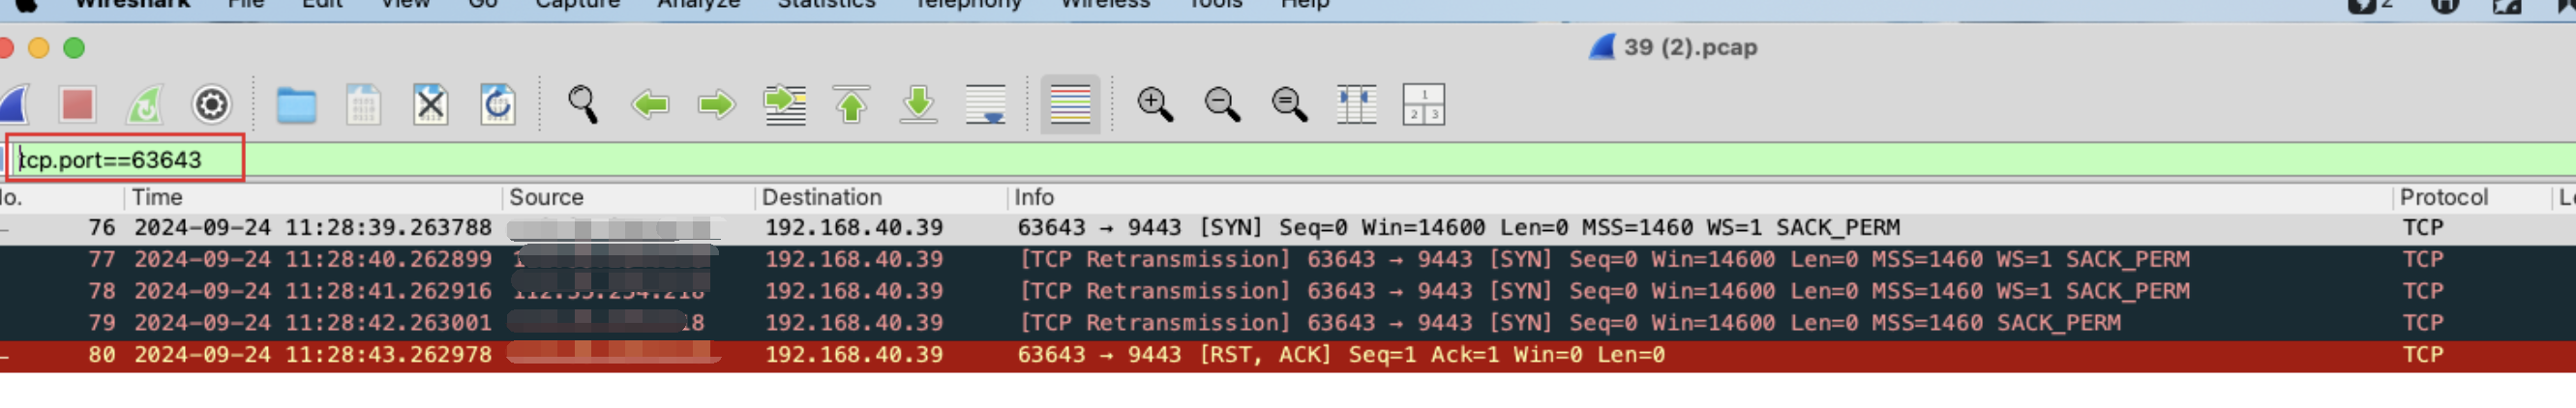 Wireshark File Edit View Go Capture Analyze Statistics Telephony Wireless Tools Help 2
39 (2).pcap
1
2 3
tcp.port==63643
No. Time Source Destination Info Protocol
76 2024-09-24 11:28:39.263788 192.168.40.39 63643 → 9443 [SYN] Seq=0 Win=14600 Len=0 MSS=1460 WS=1 SACK_PERM TCP
77 2024-09-24 11:28:40.262899 192.168.40.39 [TCP Retransmission] 63643 → 9443 [SYN] Seq=0 Win=14600 Len=0 MSS=1460 WS=1 SACK_PERM TCP
78 2024-09-24 11:28:41.262916 192.168.40.39 [TCP Retransmission] 63643 → 9443 [SYN] Seq=0 Win=14600 Len=0 MSS=1460 WS=1 SACK_PERM TCP
79 2024-09-24 11:28:42.263001 192.168.40.39 [TCP Retransmission] 63643 → 9443 [SYN] Seq=0 Win=14600 Len=0 MSS=1460 SACK_PERM TCP
80 2024-09-24 11:28:43.262978 192.168.40.39 63643 → 9443 [RST, ACK] Seq=1 Ack=1 Win=0 Len=0 TCP